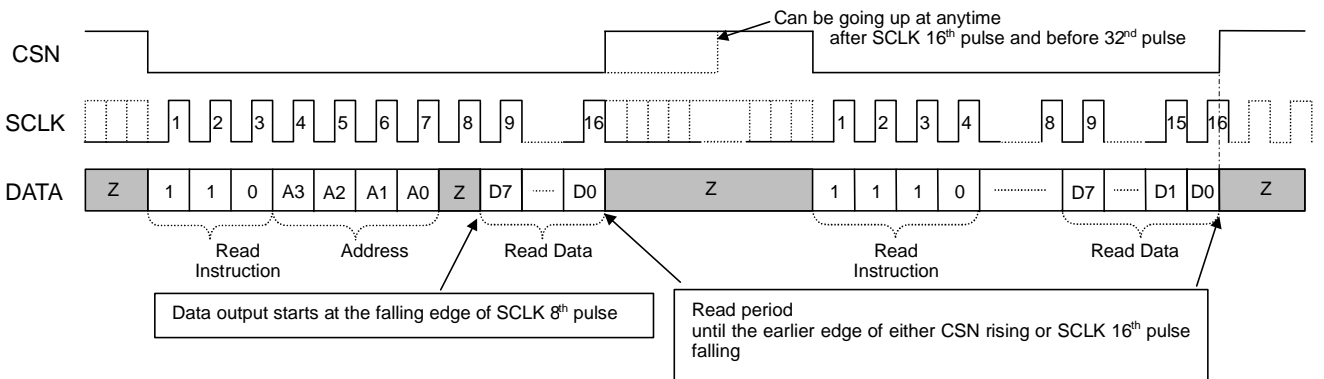 Can be going up at anytime
after SCLK 16th pulse and before 32nd pulse
CSN
SCLK 1 2 3 4 5 6 7 8 9 16 1 2 3 4 8 9 15 16
DATA Z 1 1 0 A3 A2 A1 A0 Z D7 ...... D0 Z 1 1 1 0 .............. D7 ...... D1 D0 Z
Read Instruction Address Read Data Read Instruction Read Data
Data output starts at the falling edge of SCLK 8th pulse
Read period
until the earlier edge of either CSN rising or SCLK 16th pulse
falling